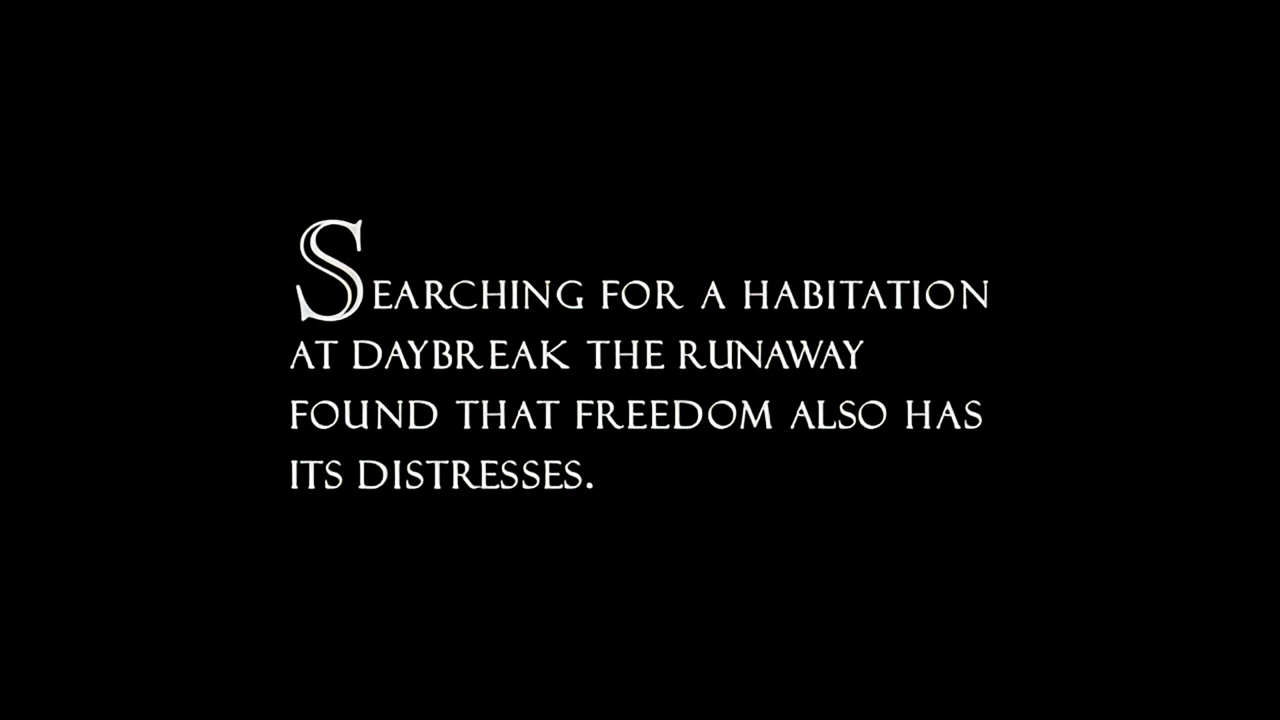 SEARCHING FOR A HABITATION
AT DAYBREAK THE RUNAWAY
FOUND THAT FREEDOM ALSO HAS
ITS DISTRESSES.